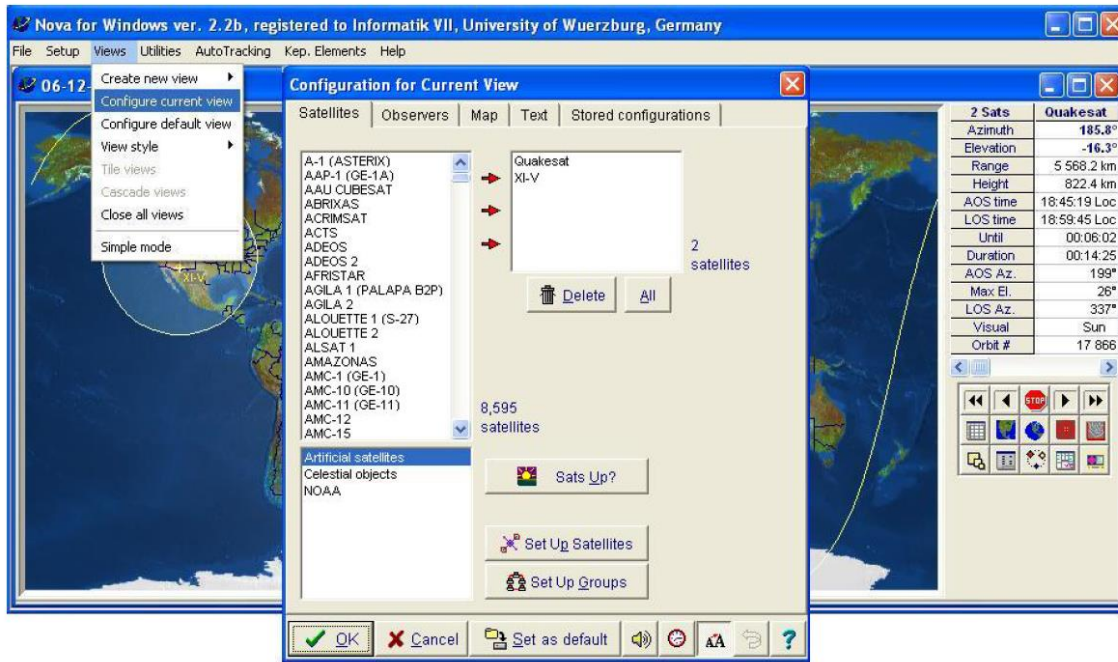 Nova for Windows ver. 2.2b, registered to Informatik VII, University of Wuerzburg, Germany
File Setup Views Utilities AutoTracking Kep. Elements Help
06-12-
Create new view
Configure current view
Configure default view
View style
Tile views
Cascade views
Close all views
Simple mode
XI-V
Configuration for Current View
Satellites Observers Map Text Stored configurations
A-1 (ASTERIX)
AAP-1 (GE-1A)
AAU CUBESAT
ABRIXAS
ACRIMSAT
ACTS
ADEOS
ADEOS 2
AFRISTAR
AGILA 1 (PALAPA B2P)
AGILA 2
ALOUETTE 1 (S-27)
ALOUETTE 2
ALSAT 1
AMAZONAS
AMC-1 (GE-1)
AMC-10 (GE-10)
AMC-11 (GE-11)
AMC-12
AMC-15
Quakesat
XI-V
2
satellites
Delete All
8,595
satellites
Artificial satellites
Celestial objects
NOAA
Sats Up?
Set Up Satellites
Set Up Groups
OK Cancel Set as default AA ?
2 Sats Quakesat
Azimuth 185.8°
Elevation -16.3°
Range 5 568.2 km
Height 822.4 km
AOS time 18:45:19 Loc
LOS time 18:59:45 Loc
Until 00:06:02
Duration 00:14:25
AOS Az. 199°
Max El. 26°
LOS Az. 337°
Visual Sun
Orbit # 17 866
STOP